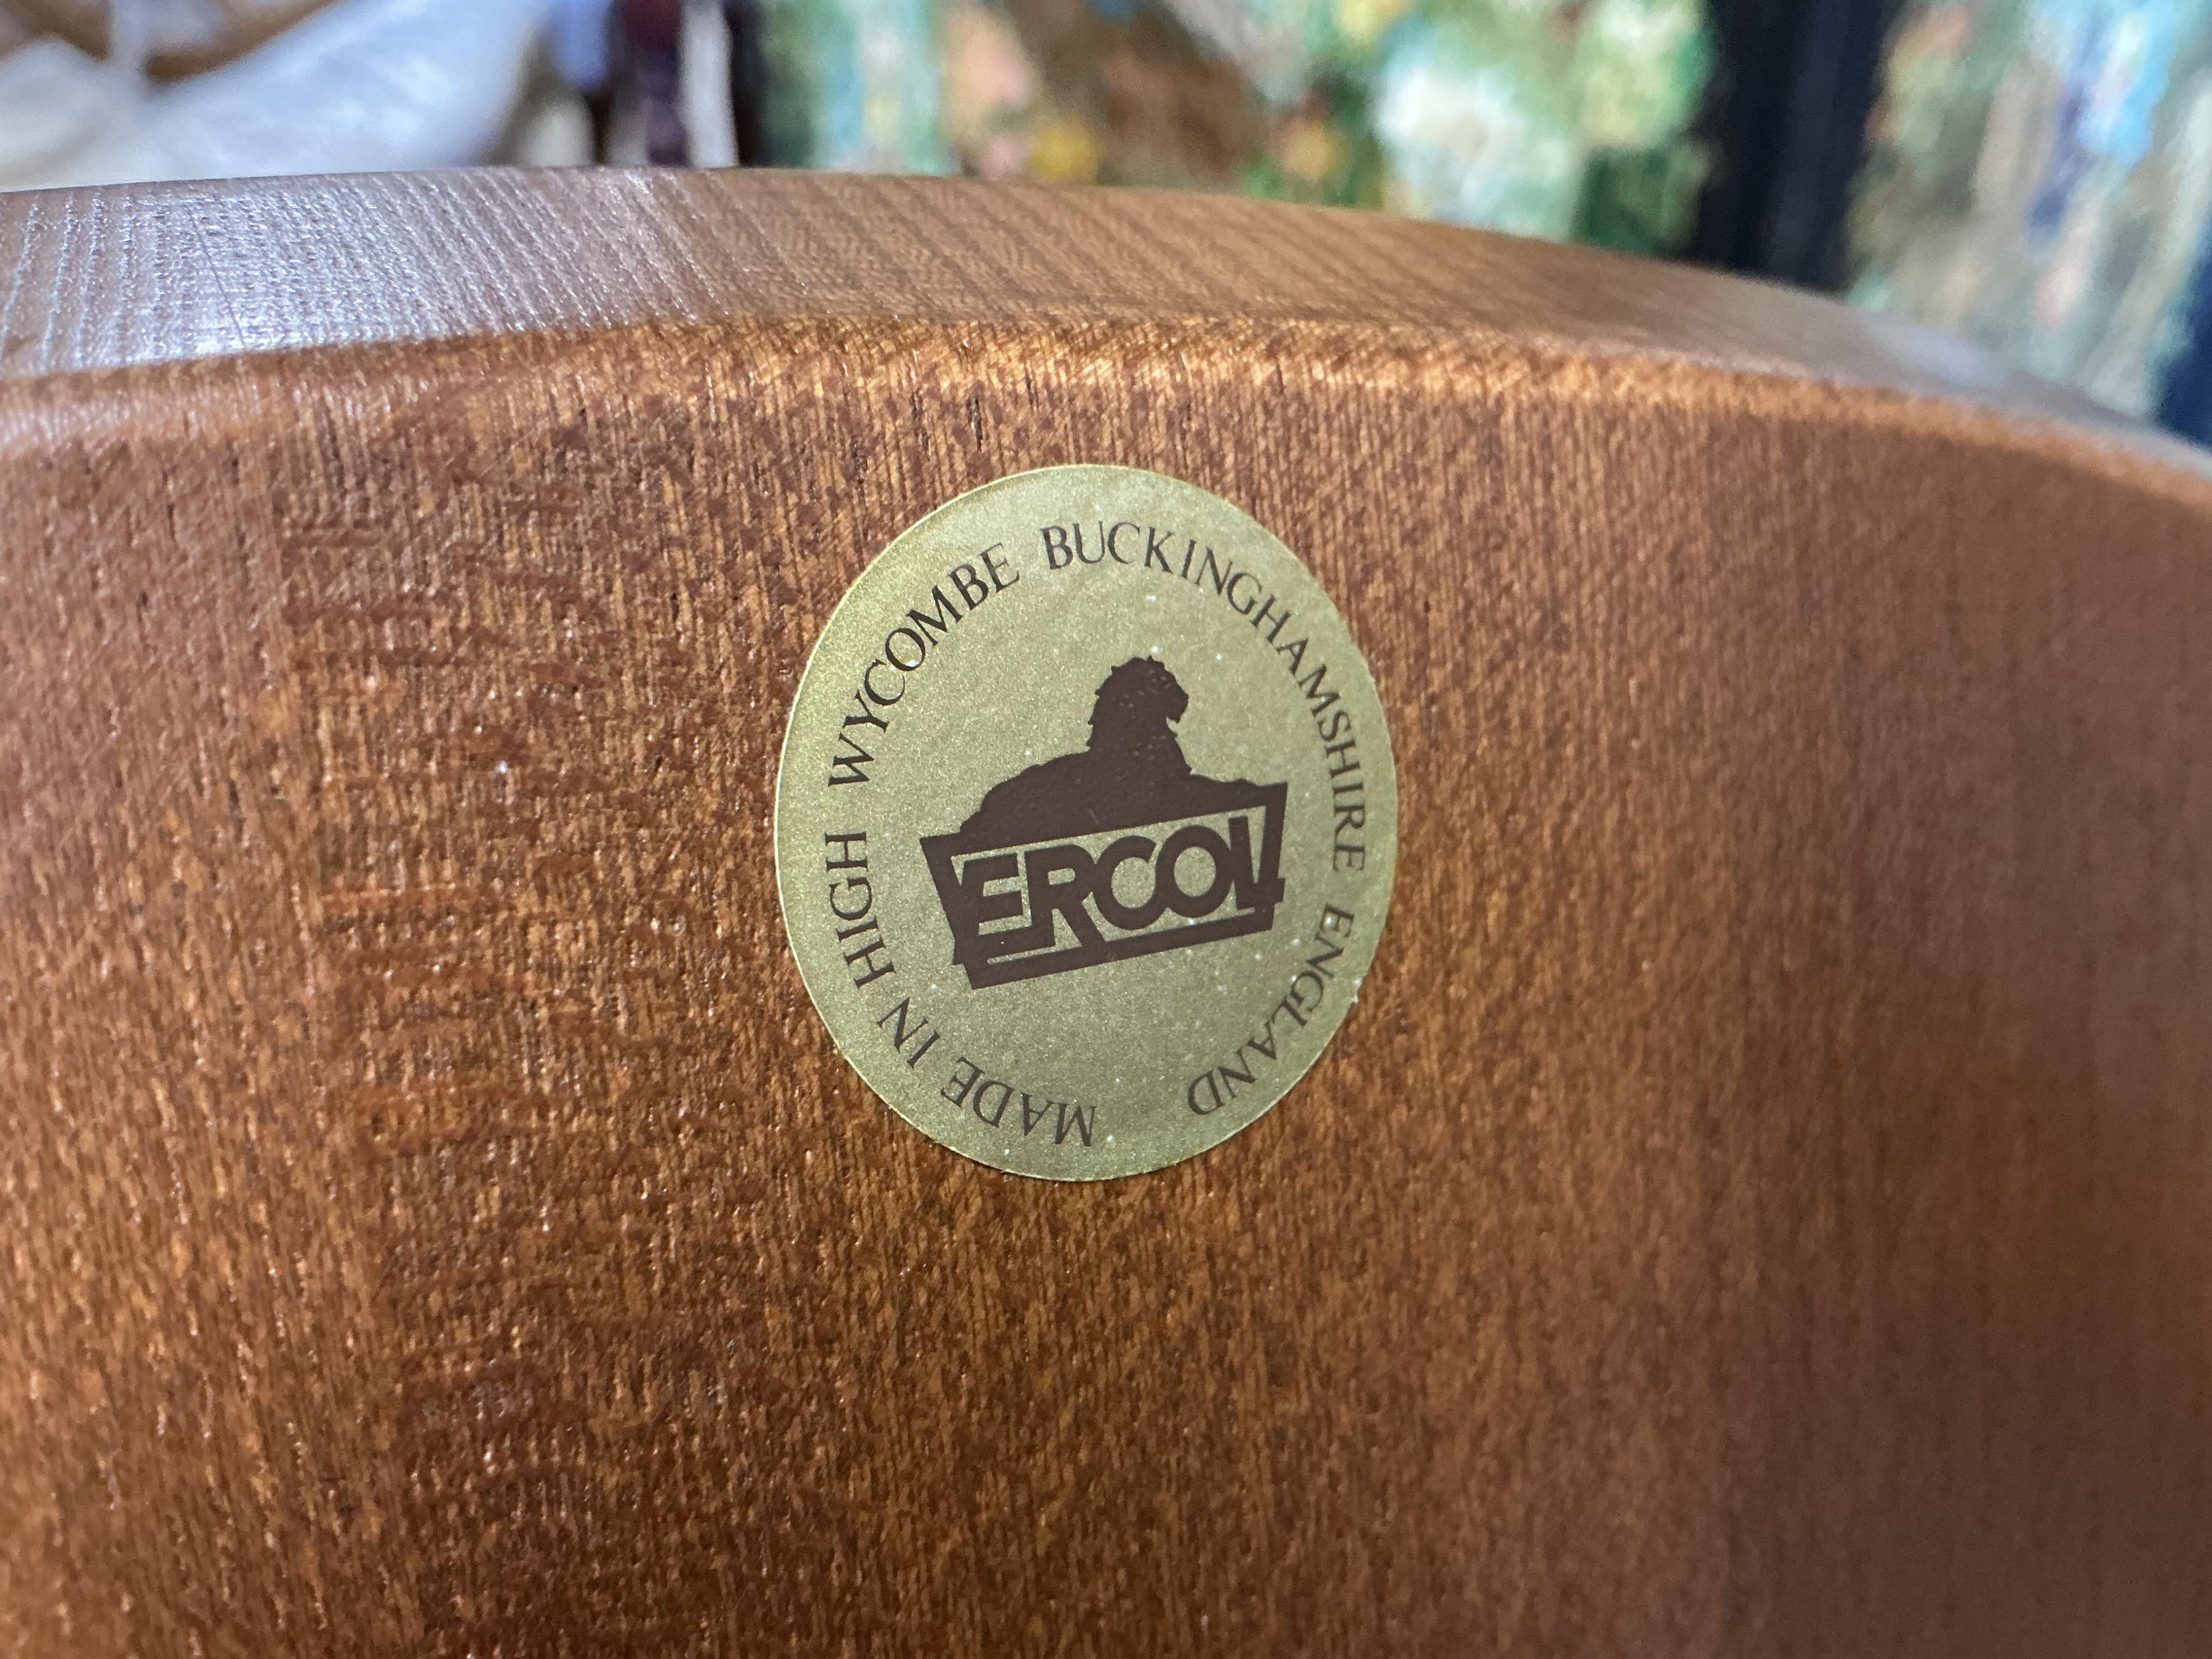 MADE IN HIGH WYCOMBE BUCKINGHAMSHIRE ENGLAND
ERCOL